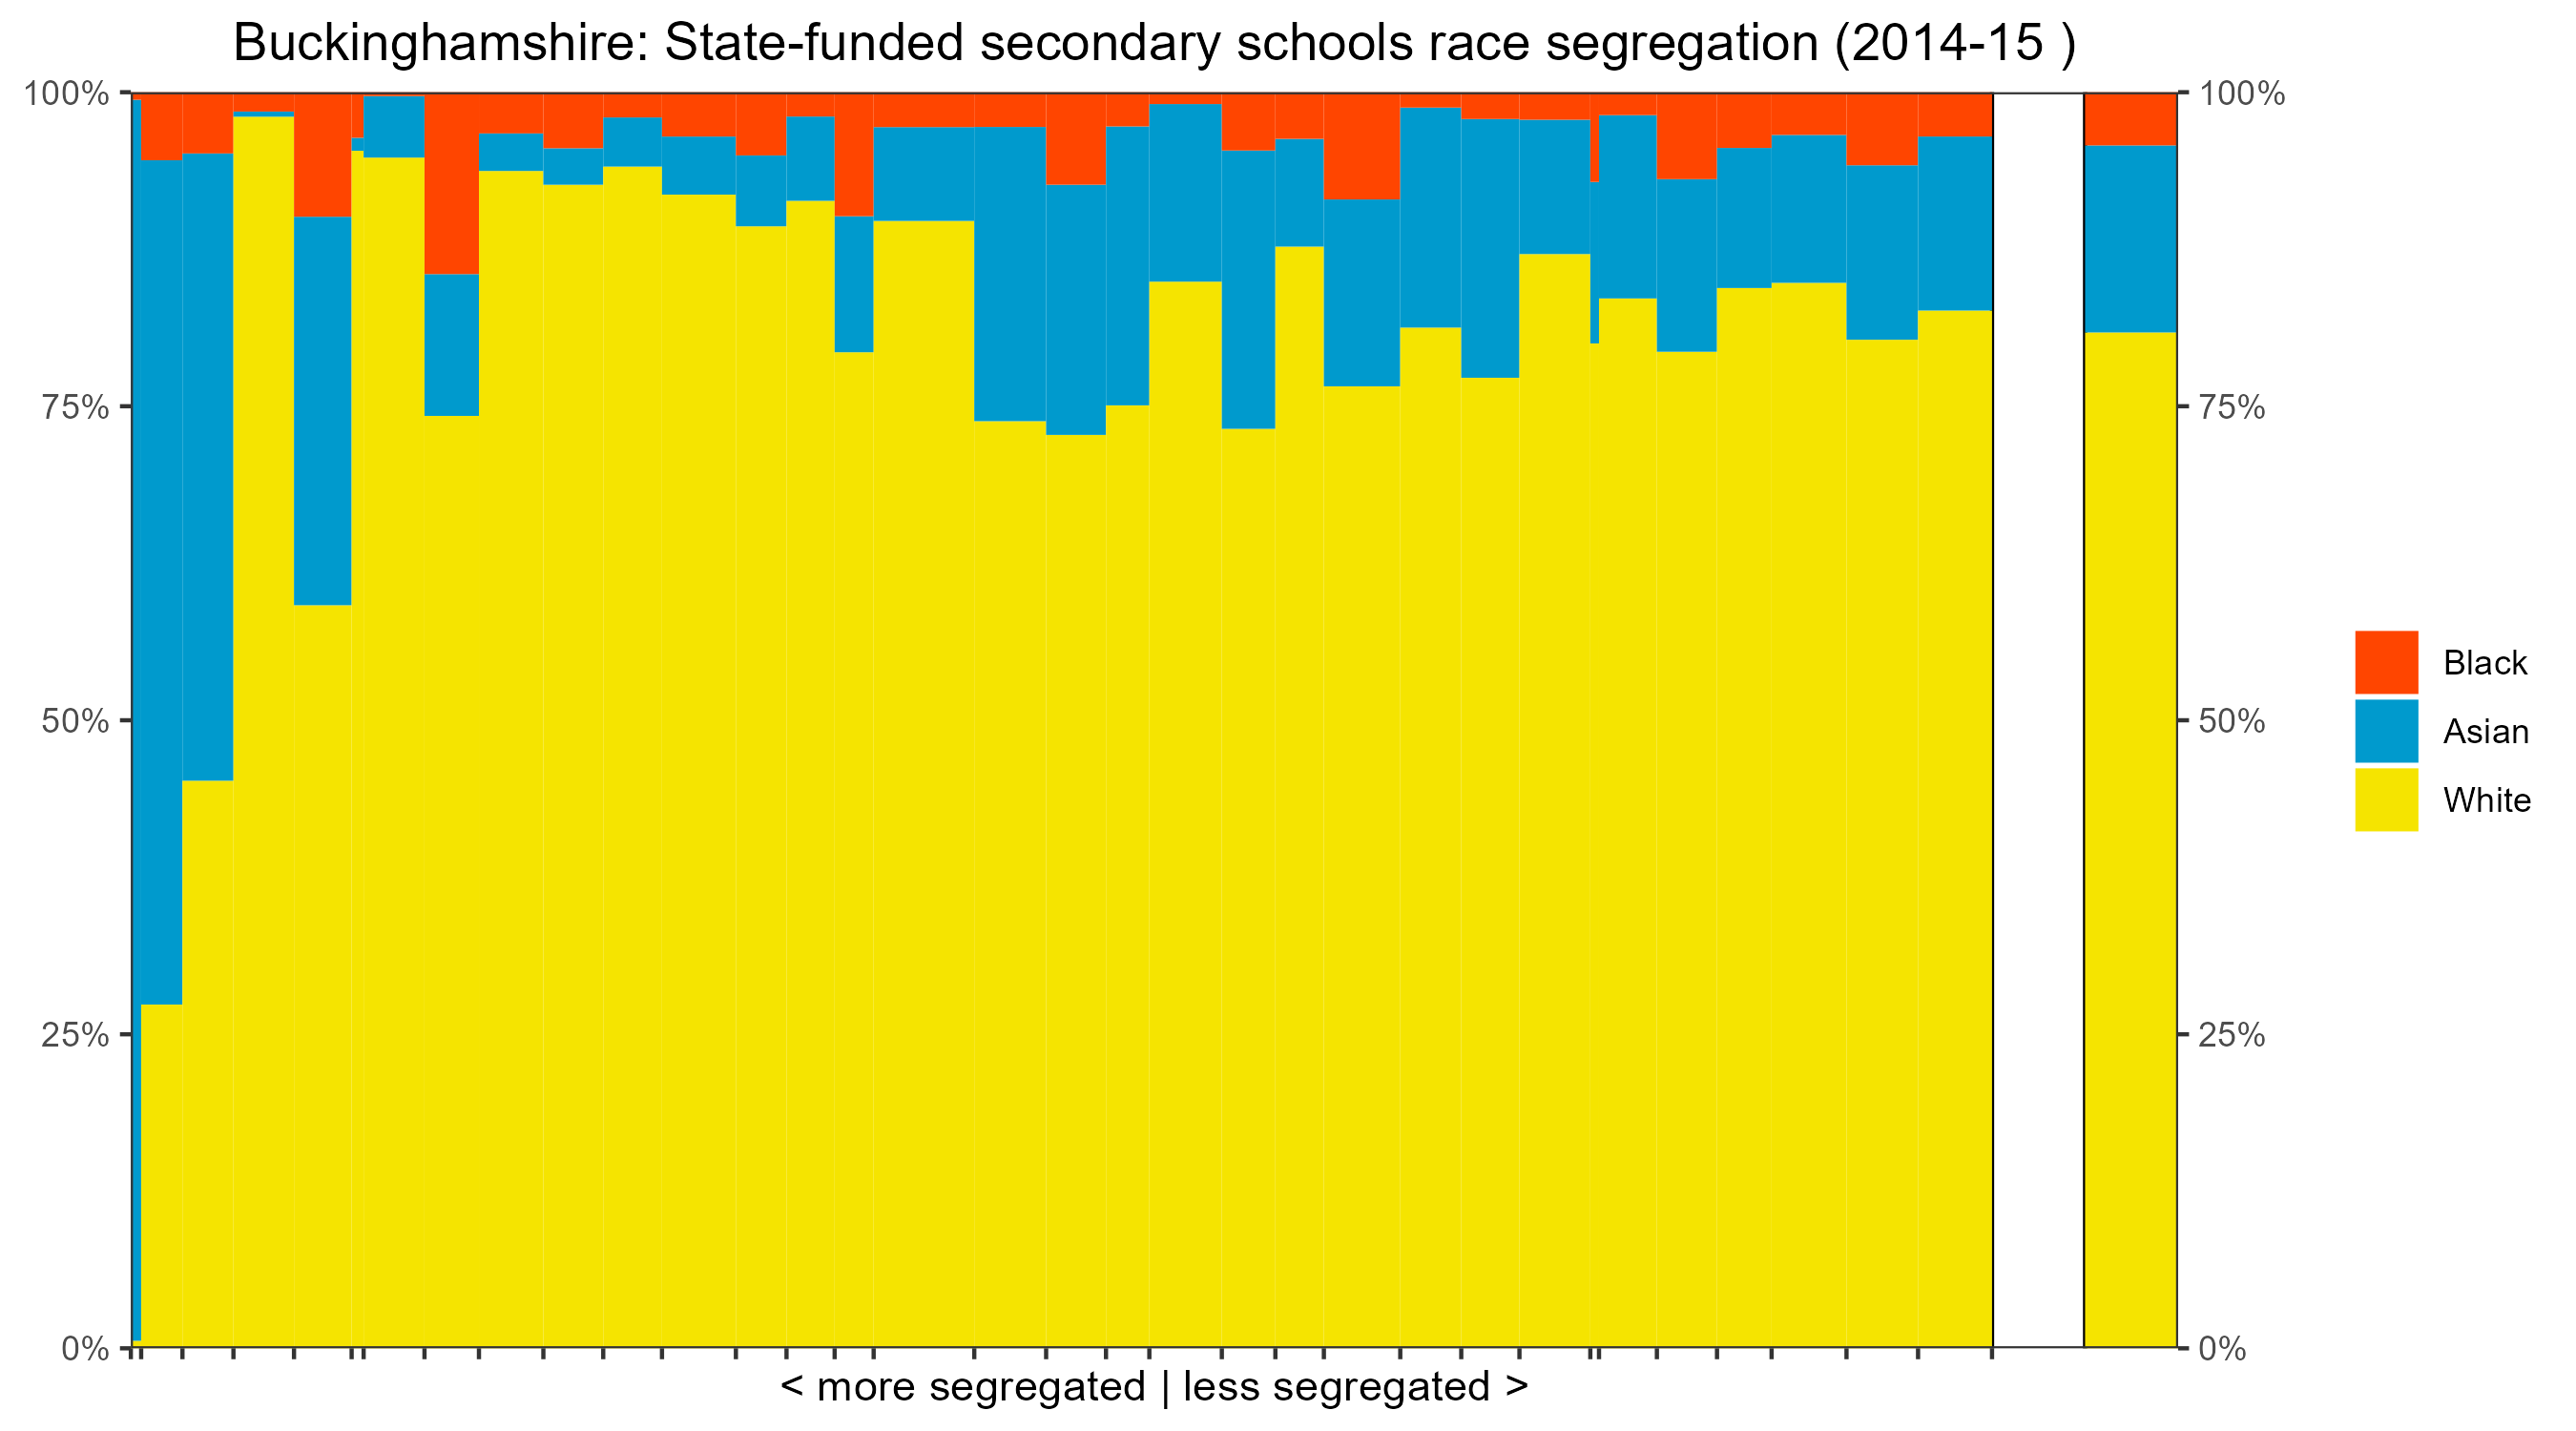 Buckinghamshire: State-funded secondary schools race segregation (2014-15 )
100%
75%
50%
25%
0%
100%
75%
50%
25%
0%
Black
Asian
White
< more segregated | less segregated >